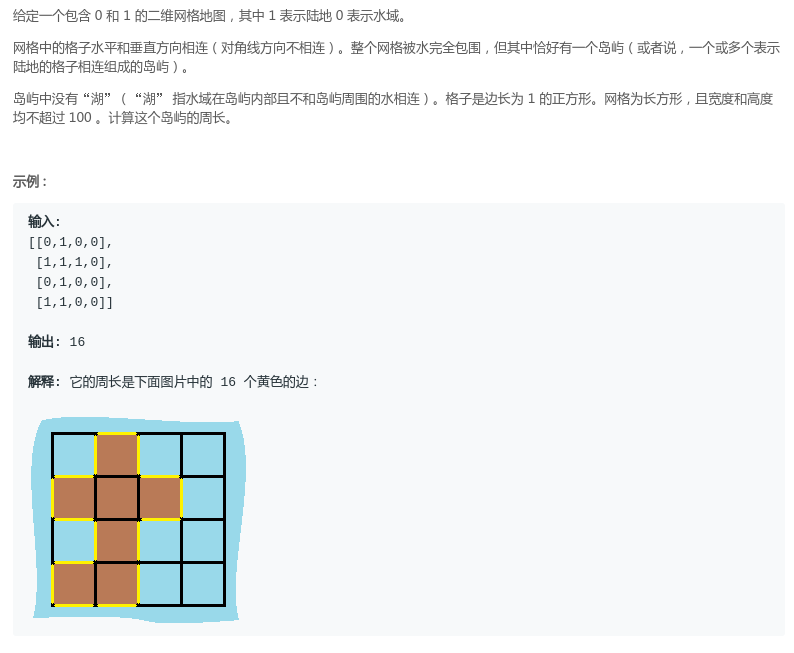 给定一个包含 0 和 1 的二维网格地图，其中 1 表示陆地 0 表示水域。
网格中的格子水平和垂直方向相连（对角线方向不相连）。整个网格被水完全包围，但其中恰好有一个岛屿（或者说，一个或多个表示
陆地的格子相连组成的岛屿）。
岛屿中没有“湖”（ “湖” 指水域在岛屿内部且不和岛屿周围的水相连）。格子是边长为 1 的正方形。网格为长方形，且宽度和高度
均不超过 100 。计算这个岛屿的周长。
示例 :
输入:
[[0,1,0,0],
[1,1,1,0],
[0,1,0,0],
[1,1,0,0]]
输出: 16
解释: 它的周长是下面图片中的 16 个黄色的边：